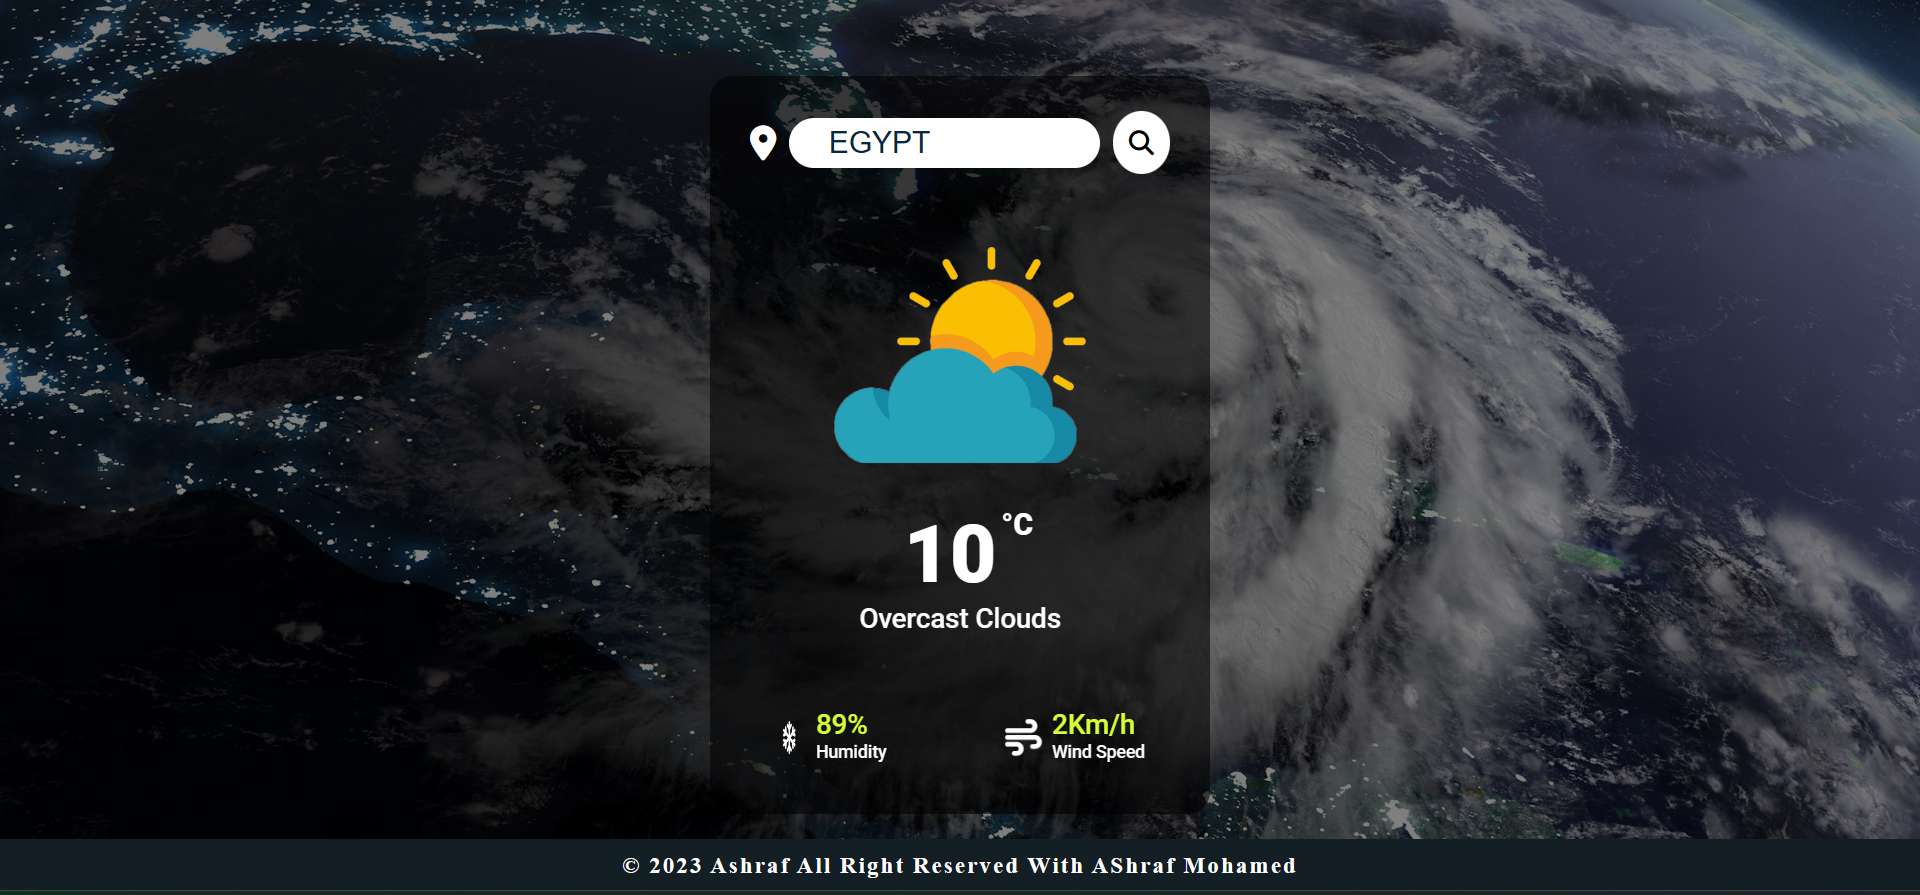 EGYPT
10 °C
Overcast Clouds
89%
Humidity
2Km/h
Wind Speed
© 2023 Ashraf All Right Reserved With AShraf Mohamed